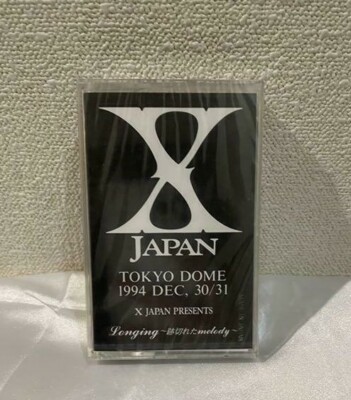 X
JAPAN
TOKYO DOME
1994 DEC, 30/31
X JAPAN PRESENTS
Longing ~跡切れたmelody~